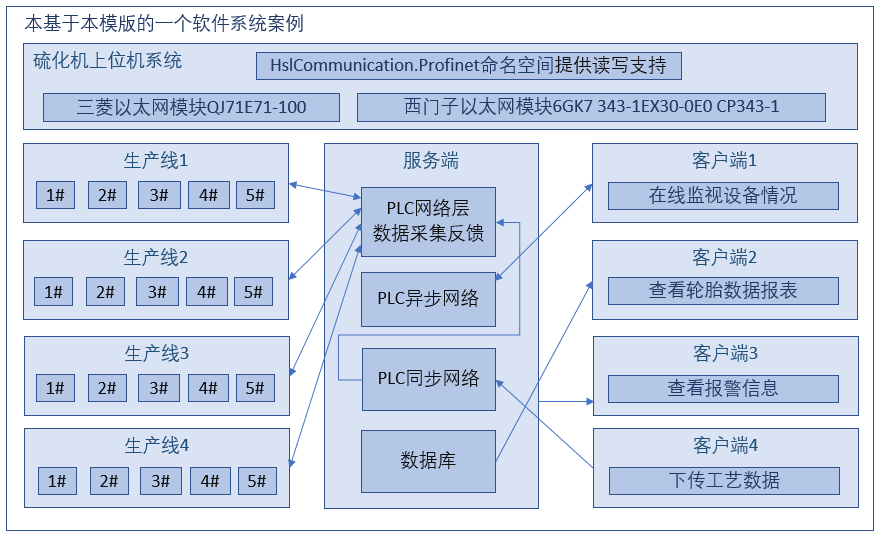 本基于本模版的一个软件系统案例
硫化机上位机系统
HslCommunication.Profinet命名空间提供读写支持
三菱以太网模块QJ71E71-100
西门子以太网模块6GK7 343-1EX30-0E0 CP343-1
生产线1
1# 2# 3# 4# 5#
生产线2
1# 2# 3# 4# 5#
生产线3
1# 2# 3# 4# 5#
生产线4
1# 2# 3# 4# 5#
服务端
PLC网络层
数据采集反馈
PLC异步网络
PLC同步网络
数据库
客户端1
在线监视设备情况
客户端2
查看轮胎数据报表
客户端3
查看报警信息
客户端4
下传工艺数据